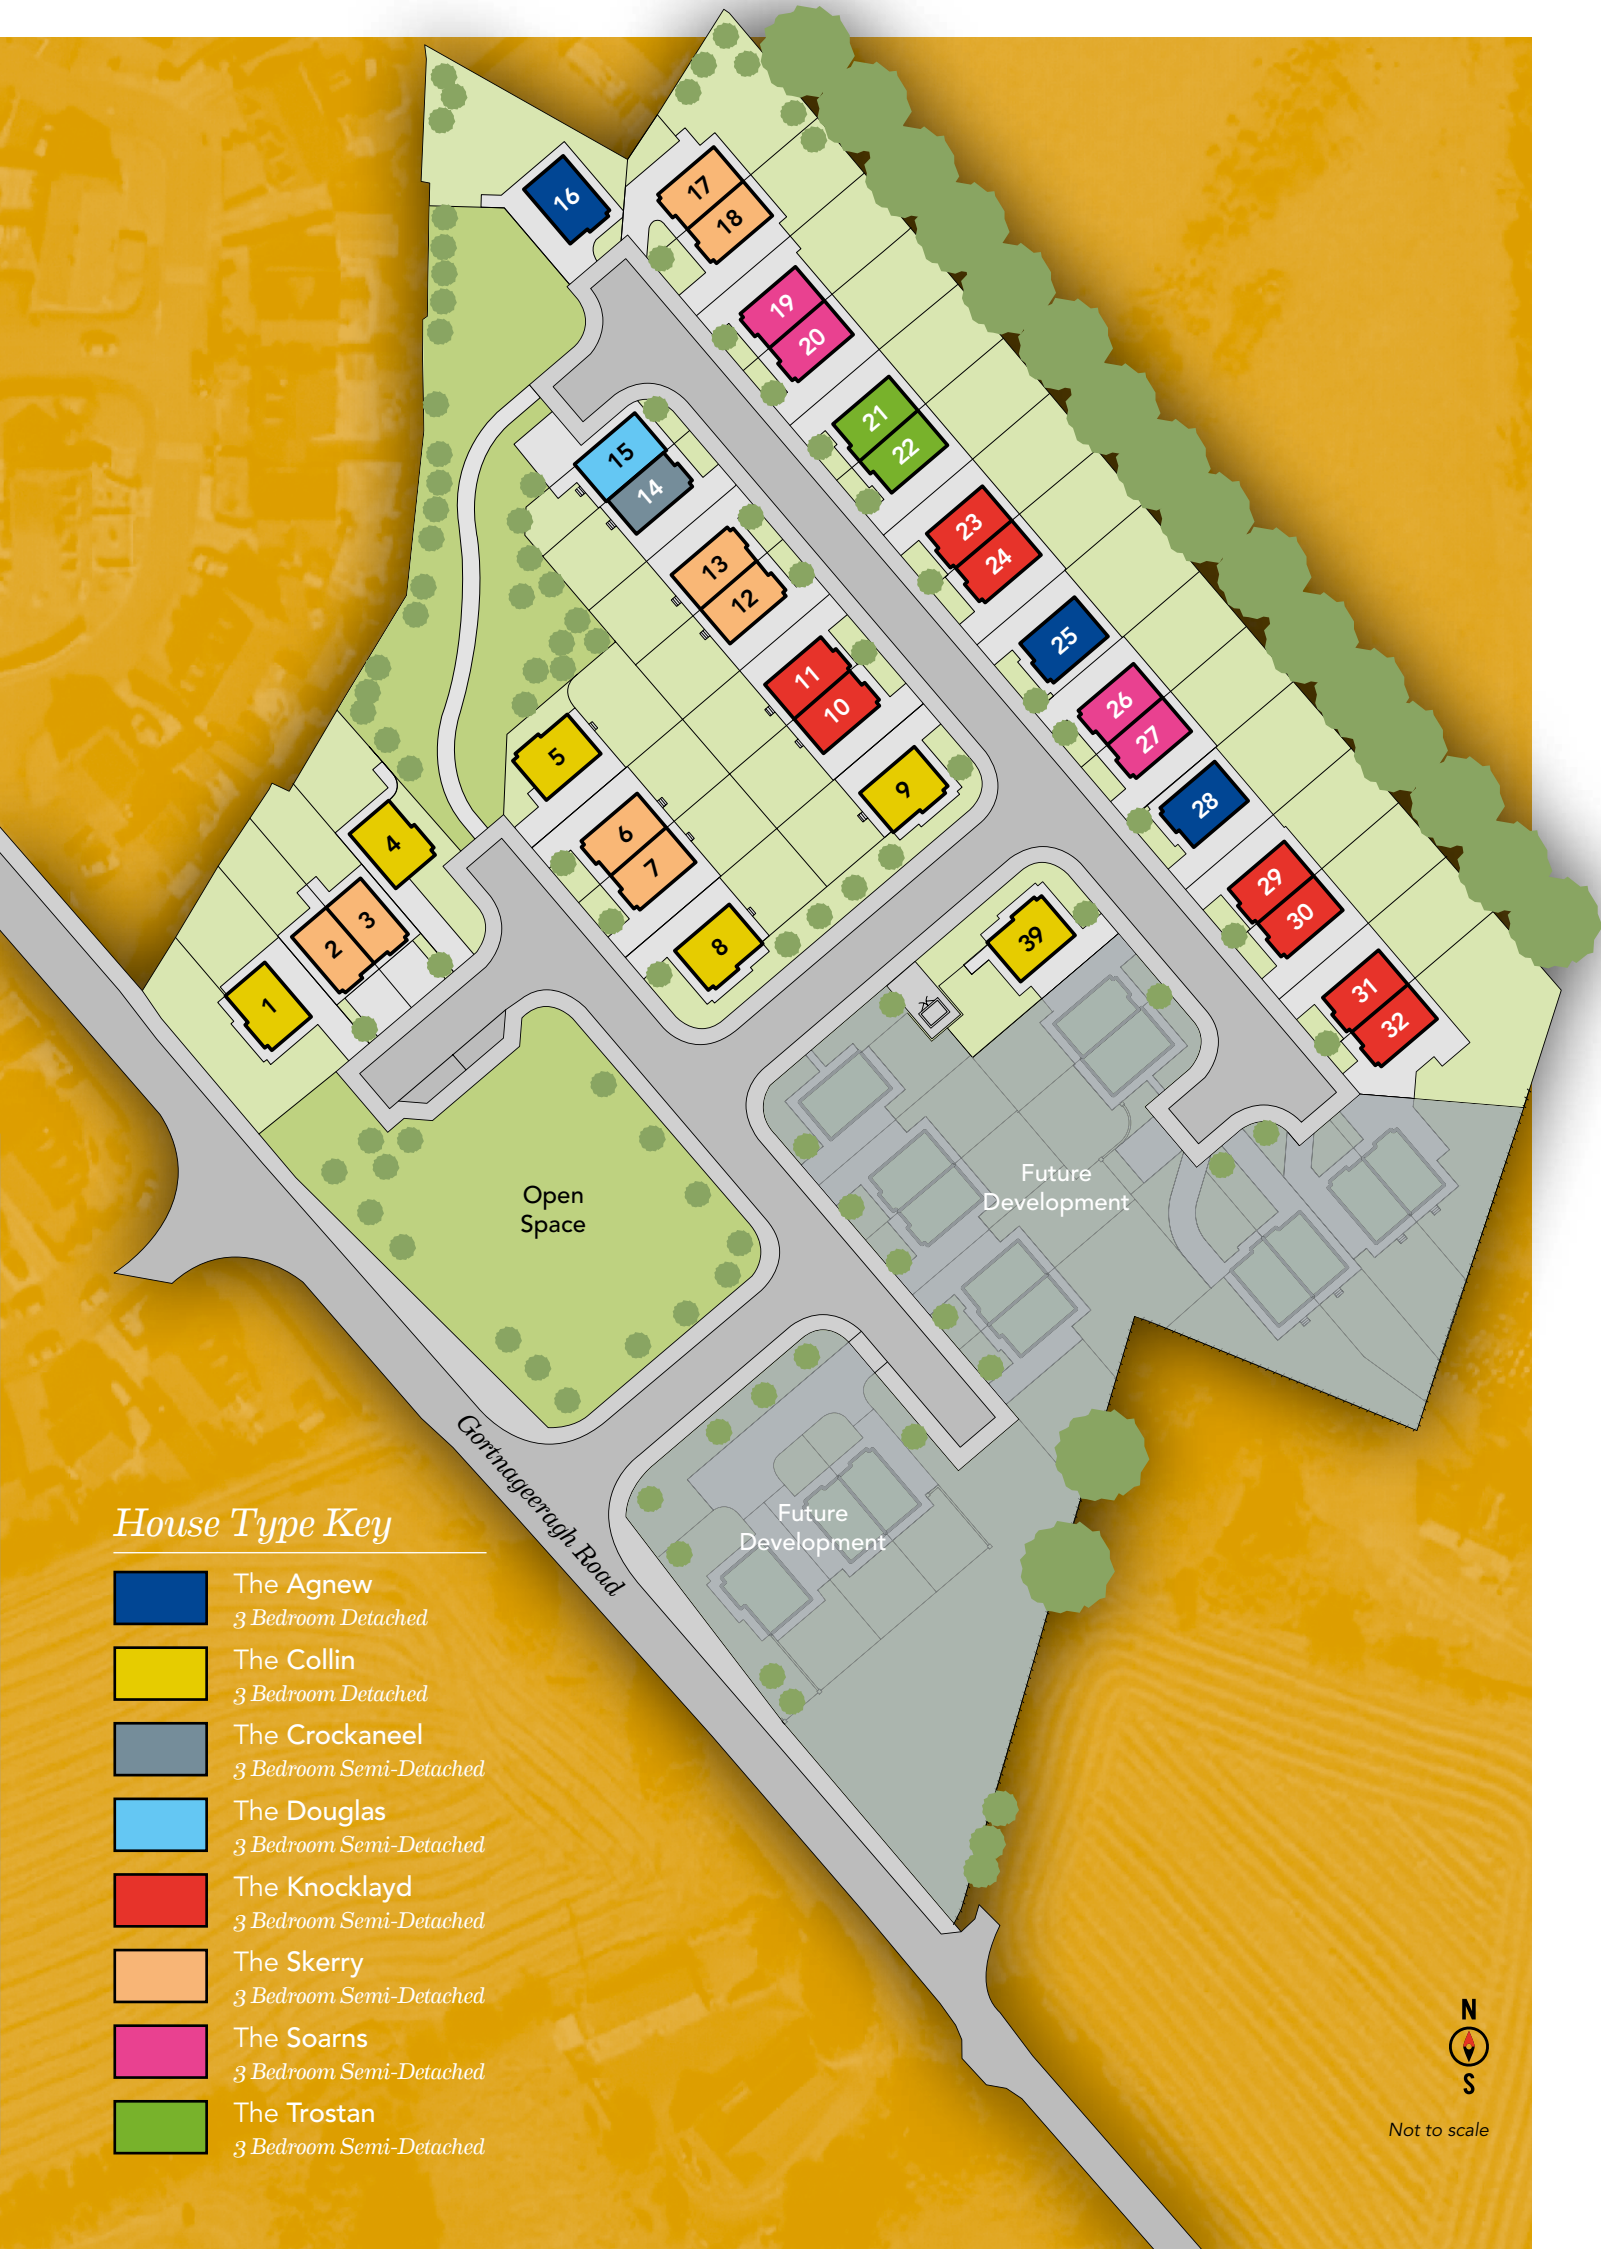 16
17
18
19
20
21
22
15
14
23
24
13
12
25
11
10
26
27
5
9
28
6
7
4
29
30
3
2
8
39
1
31
32
Open
Space
Future
Development
Gortnageeragh Road
Future
Development
House Type Key
The Agnew
3 Bedroom Detached
The Collin
3 Bedroom Detached
The Crockaneel
3 Bedroom Semi-Detached
The Douglas
3 Bedroom Semi-Detached
The Knocklayd
3 Bedroom Semi-Detached
The Skerry
3 Bedroom Semi-Detached
The Soarns
3 Bedroom Semi-Detached
The Trostan
3 Bedroom Semi-Detached
N
S
Not to scale